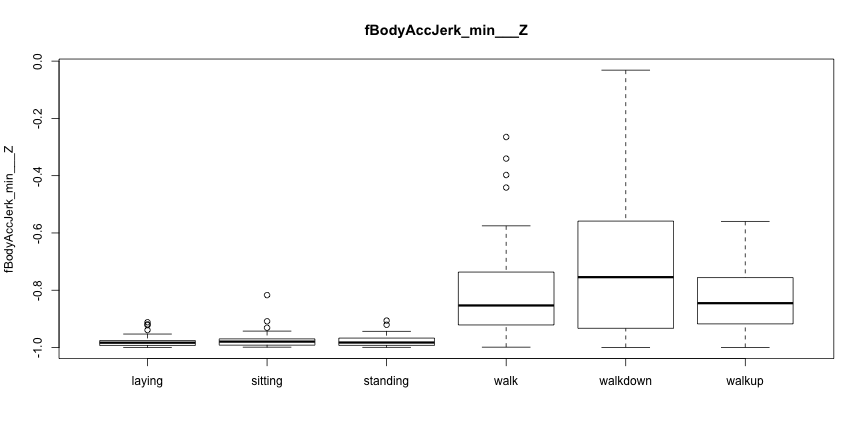 fBodyAccJerk_min___Z
fBodyAccJerk_min___Z
0.0
-0.2
-0.4
-0.6
-0.8
-1.0
laying sitting standing walk walkdown walkup